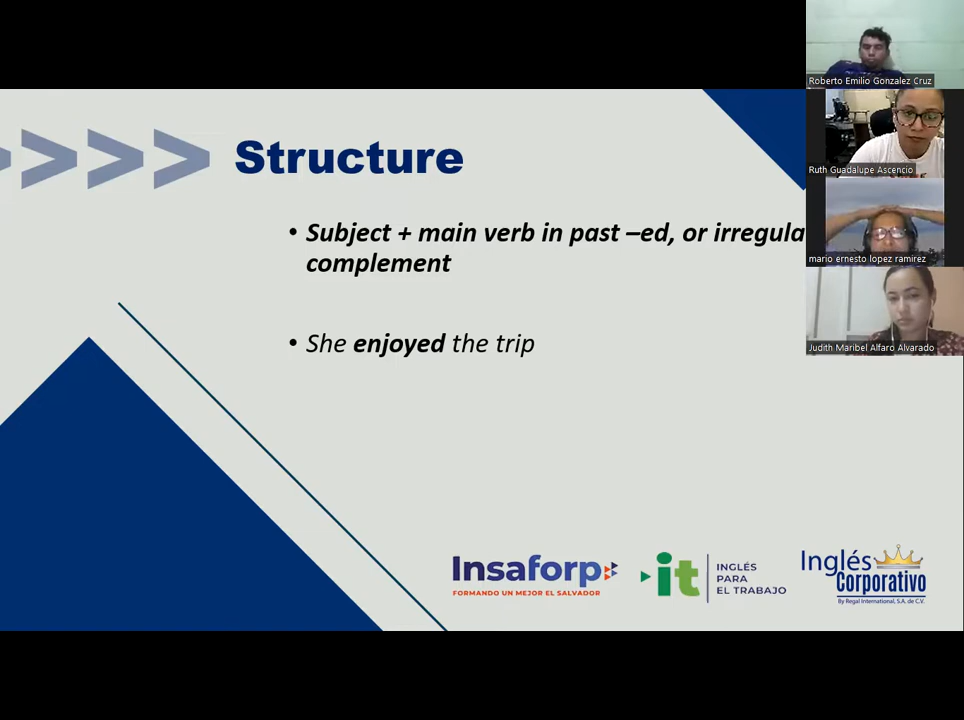 Structure
• Subject + main verb in past –ed, or irregula
complement
• She enjoyed the trip
Roberto Emilio Gonzalez Cruz
Ruth Guadalupe Ascencio
mario ernesto lopez ramirez
Judith Maribel Alfaro Alvarado
Insaforp
FORMANDO UN MEJOR EL SALVADOR
it
INGLÉS
PARA
EL TRABAJO
Inglés
Corporativo
By Regal International, S.A. de C.V.